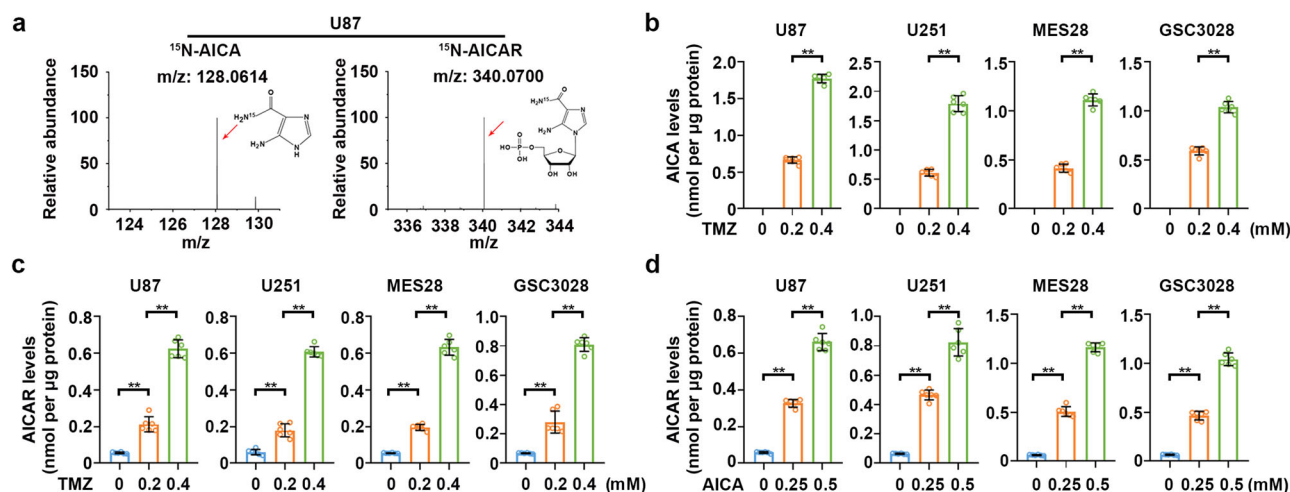 a
U87
¹⁵N-AICA
m/z: 128.0614
Relative abundance
150
100
50
0
124 126 128 130
m/z
O
H₂N¹⁵
N
H₂N
N
H
¹⁵N-AICAR
m/z: 340.0700
Relative abundance
150
100
50
0
336 338 340 342 344
m/z
O
H₂N¹⁵
N
H₂N
N
O
HO P O
OH
O
OH OH
b
AICA levels
(nmol per µg protein)
U87
**
2.0
1.5
1.0
0.5
0
U251
**
2.5
2.0
1.5
1.0
0.5
0
MES28
**
1.5
1.0
0.5
0
GSC3028
**
1.5
1.0
0.5
0
TMZ 0 0.2 0.4 0 0.2 0.4 0 0.2 0.4 0 0.2 0.4 (mM)
c
AICAR levels
(nmol per µg protein)
U87
**
**
0.8
0.6
0.4
0.2
0
U251
**
**
0.8
0.6
0.4
0.2
0
MES28
**
**
0.8
0.6
0.4
0.2
0
GSC3028
**
**
1.0
0.8
0.6
0.4
0.2
0
TMZ 0 0.2 0.4 0 0.2 0.4 0 0.2 0.4 0 0.2 0.4 (mM)
d
AICAR levels
(nmol per µg protein)
U87
**
**
0.8
0.6
0.4
0.2
0
U251
**
**
0.8
0.6
0.4
0.2
0
MES28
**
**
1.5
1.0
0.5
0
GSC3028
**
**
1.5
1.0
0.5
0
AICA 0 0.25 0.5 0 0.25 0.5 0 0.25 0.5 0 0.25 0.5 (mM)